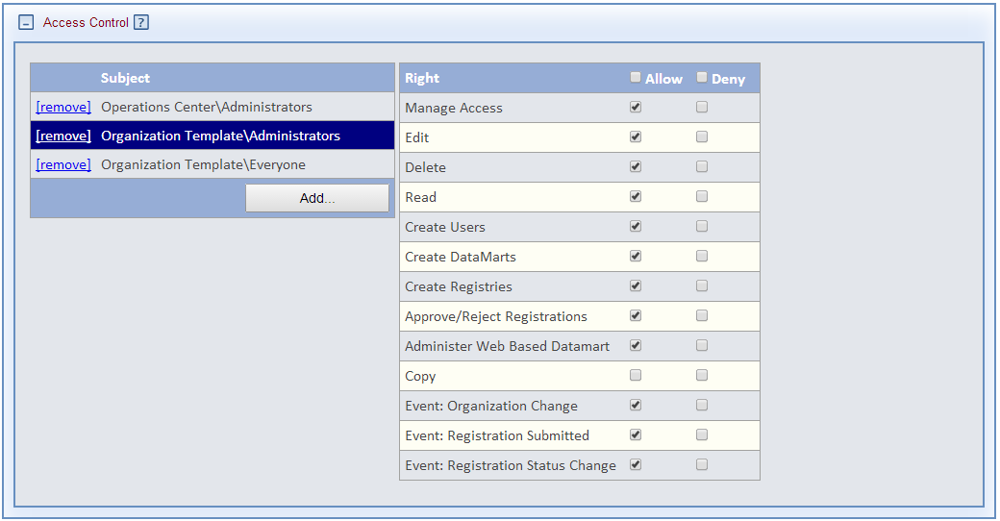 Access Control ?
Subject
[remove] Operations Center\Administrators
[remove] Organization Template\Administrators
[remove] Organization Template\Everyone
Add...
Right Allow Deny
Manage Access
Edit
Delete
Read
Create Users
Create DataMarts
Create Registries
Approve/Reject Registrations
Administer Web Based Datamart
Copy
Event: Organization Change
Event: Registration Submitted
Event: Registration Status Change